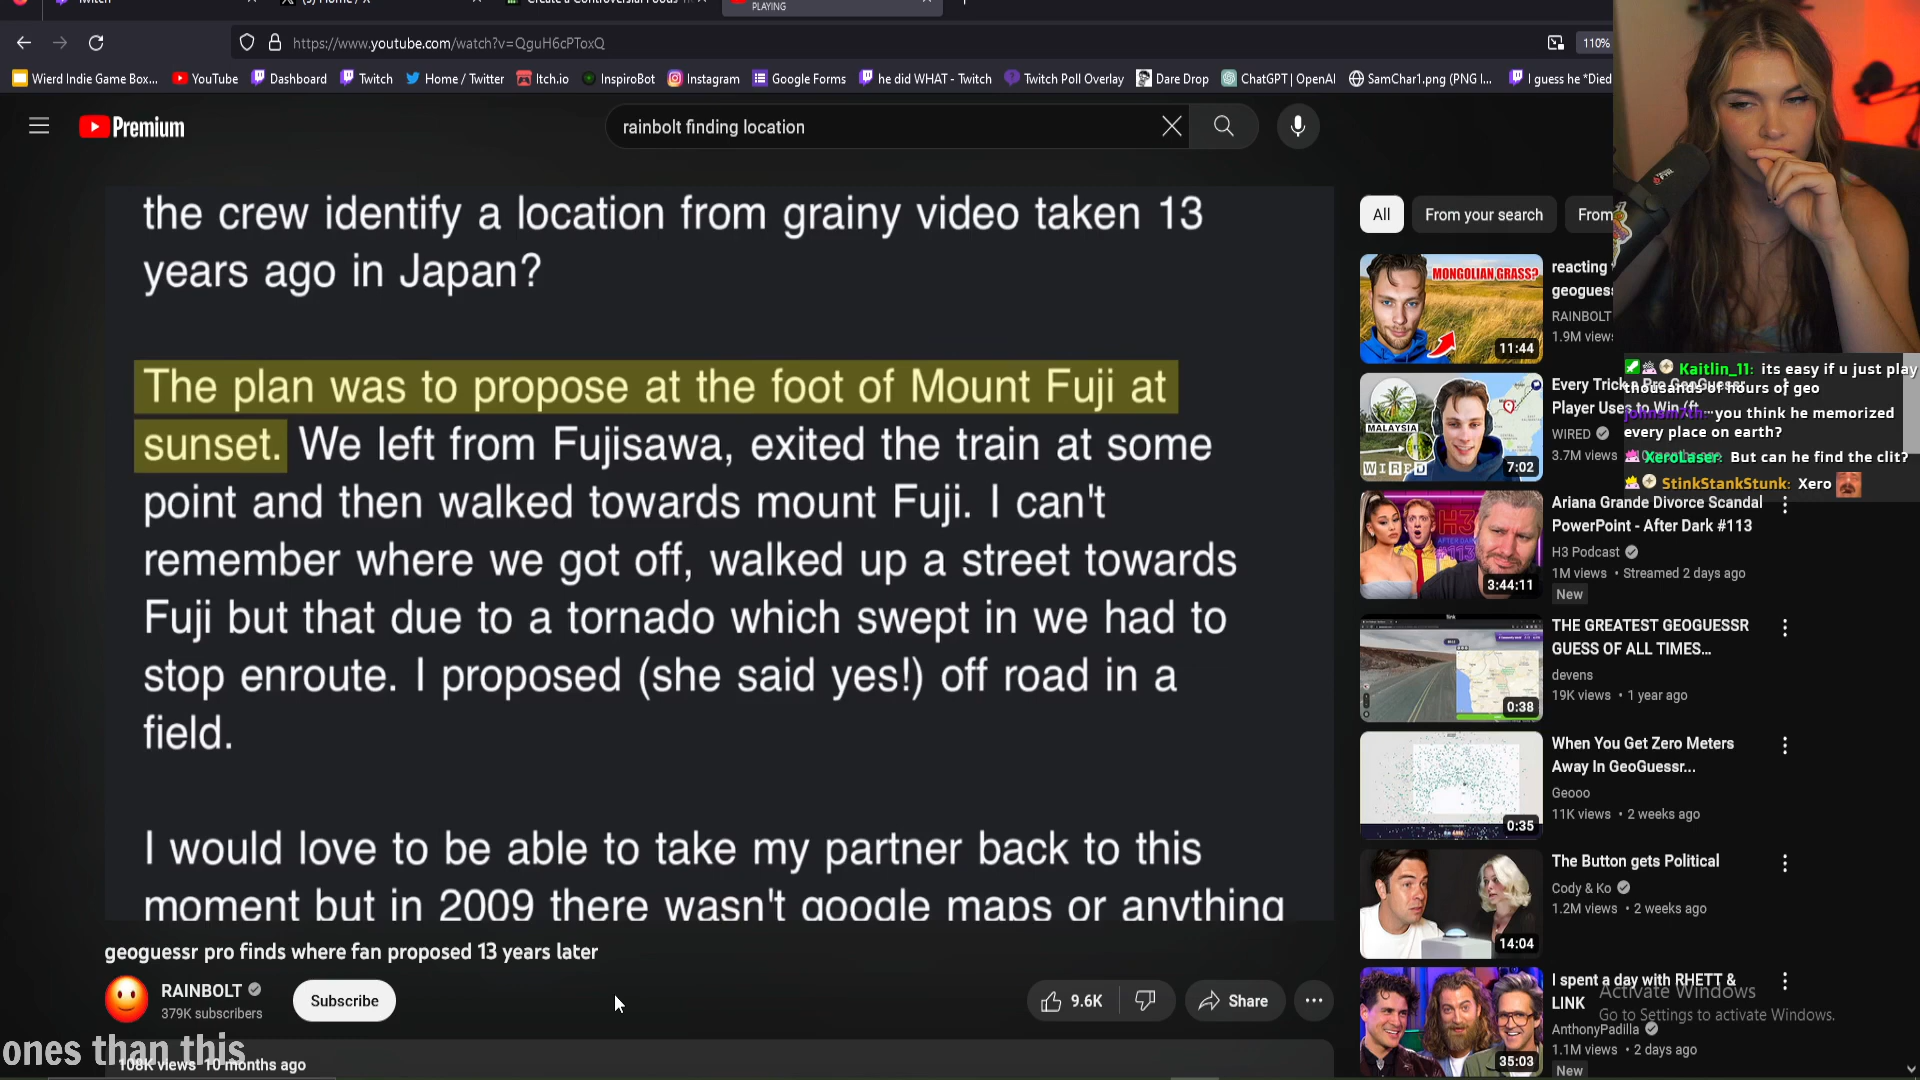 PLAYING
https://www.youtube.com/watch?v=QguH6cPToxQ
110%
Wierd Indie Game Box...
YouTube
Dashboard
Twitch
Home / Twitter
Itch.io
InspiroBot
Instagram
Google Forms
he did WHAT - Twitch
Twitch Poll Overlay
Dare Drop
ChatGPT | OpenAI
SamChar1.png (PNG I...
I guess he *Died
Premium
rainbolt finding location
the crew identify a location from grainy video taken 13
years ago in Japan?
The plan was to propose at the foot of Mount Fuji at
sunset. We left from Fujisawa, exited the train at some
point and then walked towards mount Fuji. I can't
remember where we got off, walked up a street towards
Fuji but that due to a tornado which swept in we had to
stop enroute. I proposed (she said yes!) off road in a
field.
I would love to be able to take my partner back to this
moment but in 2009 there wasn't google maps or anything
geoguessr pro finds where fan proposed 13 years later
RAINBOLT
379K subscribers
Subscribe
9.6K
Share
ones than this
108K views 10 months ago
All
From your search
From
MONGOLIAN GRASS?
11:44
reacting
geogues
RAINBOLT
1.9M views
MALAYSIA
WIRED
7:02
Every Trick a Pro GeoGuessr
Player Uses to Win (ft...
WIRED
3.7M views
Kaitlin_11: its easy if u just play
thousands of hours of geo
you think he memorized
every place on earth?
XeroLaser: But can he find the clit?
StinkStankStunk: Xero
H3
AFTER DARK
#113
3:44:11
Ariana Grande Divorce Scandal
PowerPoint - After Dark #113
H3 Podcast
1M views • Streamed 2 days ago
New
0:38
THE GREATEST GEOGUESSR
GUESS OF ALL TIMES...
devens
19K views • 1 year ago
0:35
When You Get Zero Meters
Away In GeoGuessr...
Geooo
11K views • 2 weeks ago
14:04
The Button gets Political
Cody & Ko
1.2M views • 2 weeks ago
35:03
I spent a day with RHETT &
LINK
AnthonyPadilla
1.1M views • 2 days ago
New
Activate Windows
Go to Settings to activate Windows.